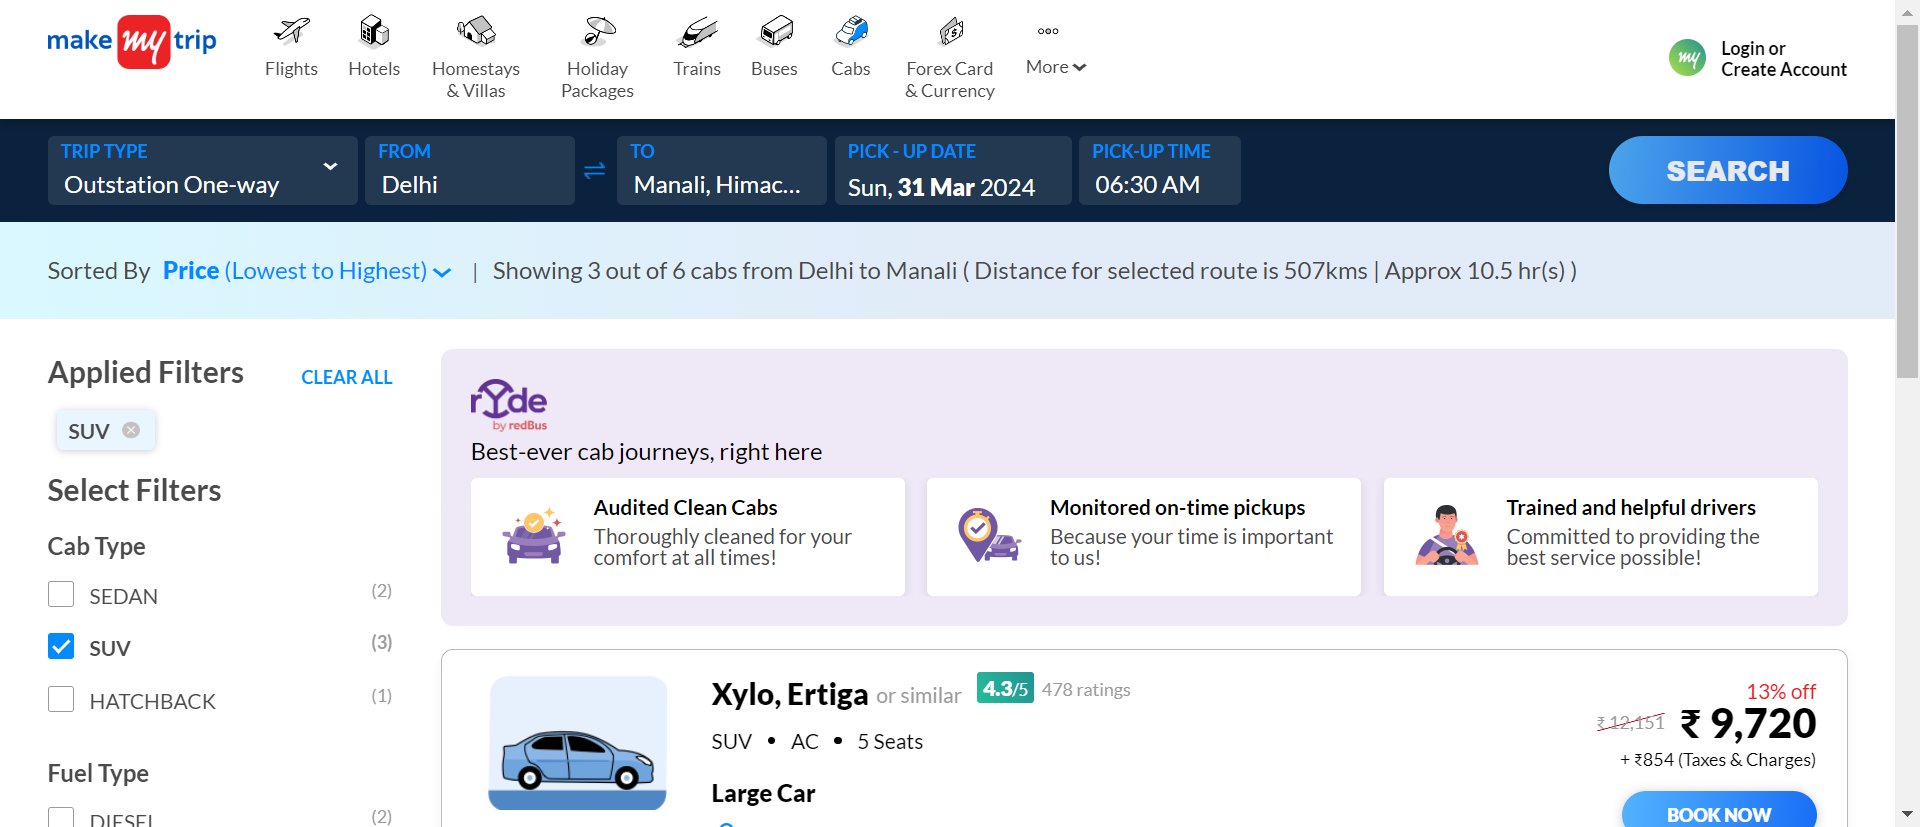 make my trip
Flights
Hotels
Homestays
& Villas
Holiday
Packages
Trains
Buses
Cabs
Forex Card
& Currency
More
my
Login or
Create Account
TRIP TYPE
Outstation One-way
FROM
Delhi
TO
Manali, Himac...
PICK - UP DATE
Sun, 31 Mar 2024
PICK-UP TIME
06:30 AM
SEARCH
Sorted By Price (Lowest to Highest) | Showing 3 out of 6 cabs from Delhi to Manali ( Distance for selected route is 507kms | Approx 10.5 hr(s) )
Applied Filters
CLEAR ALL
SUV
Select Filters
Cab Type
SEDAN (2)
SUV (3)
HATCHBACK (1)
Fuel Type
DIESEL (2)
ryde
by redBus
Best-ever cab journeys, right here
Audited Clean Cabs
Thoroughly cleaned for your
comfort at all times!
Monitored on-time pickups
Because your time is important
to us!
Trained and helpful drivers
Committed to providing the
best service possible!
Xylo, Ertiga or similar 4.3/5 478 ratings
SUV • AC • 5 Seats
Large Car
13% off
₹ 12,151 ₹ 9,720
+ ₹854 (Taxes & Charges)
BOOK NOW